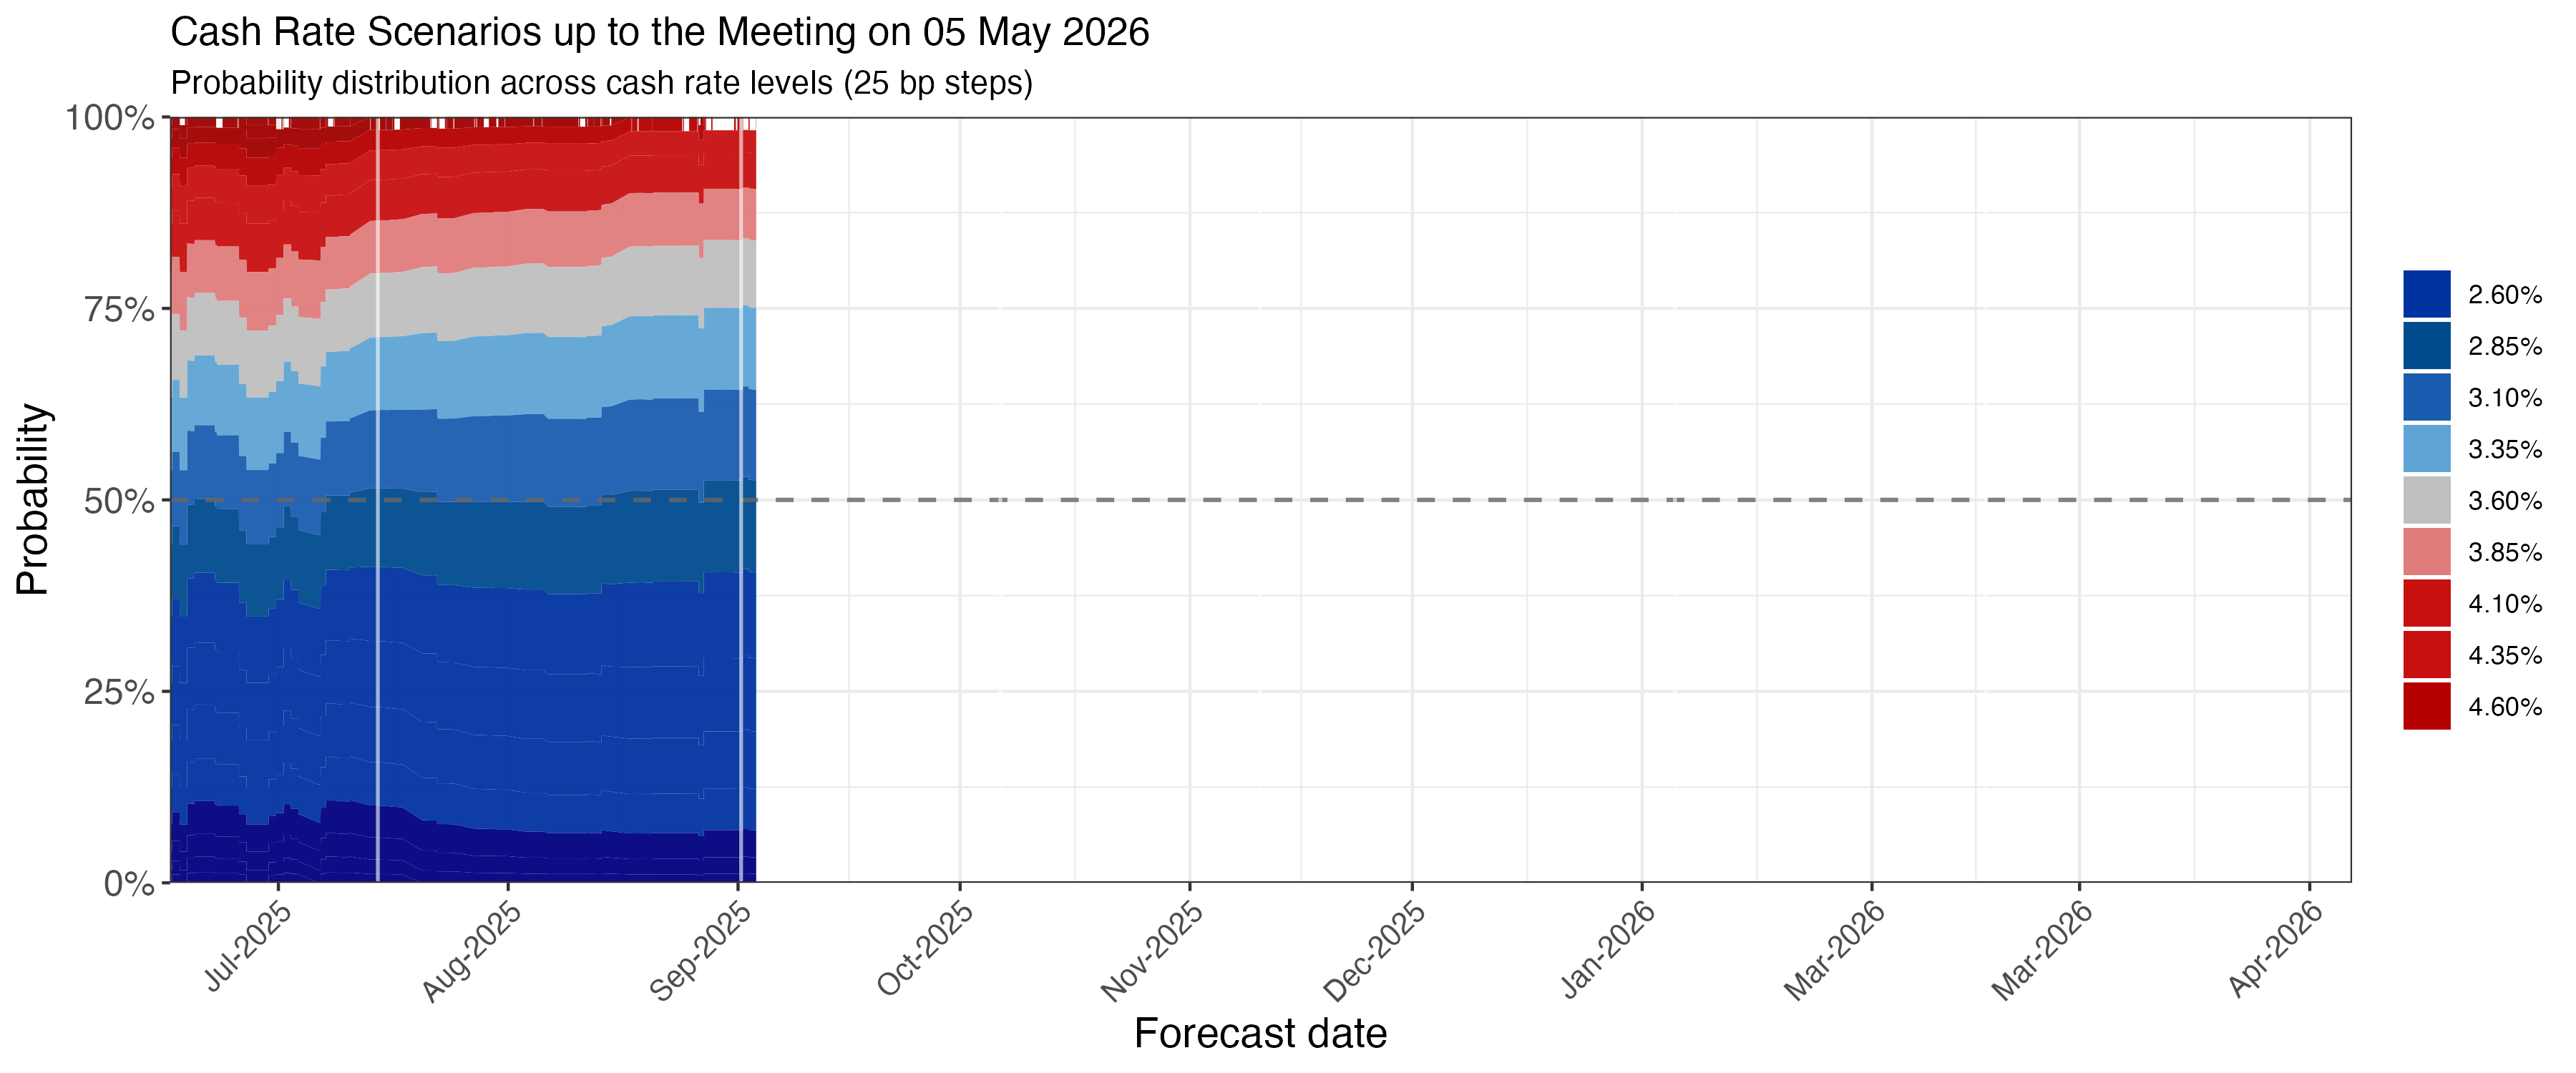 Cash Rate Scenarios up to the Meeting on 05 May 2026
Probability distribution across cash rate levels (25 bp steps)
Probability
100%
75%
50%
25%
0%
Jul-2025
Aug-2025
Sep-2025
Oct-2025
Nov-2025
Dec-2025
Jan-2026
Mar-2026
Mar-2026
Apr-2026
Forecast date
2.60%
2.85%
3.10%
3.35%
3.60%
3.85%
4.10%
4.35%
4.60%